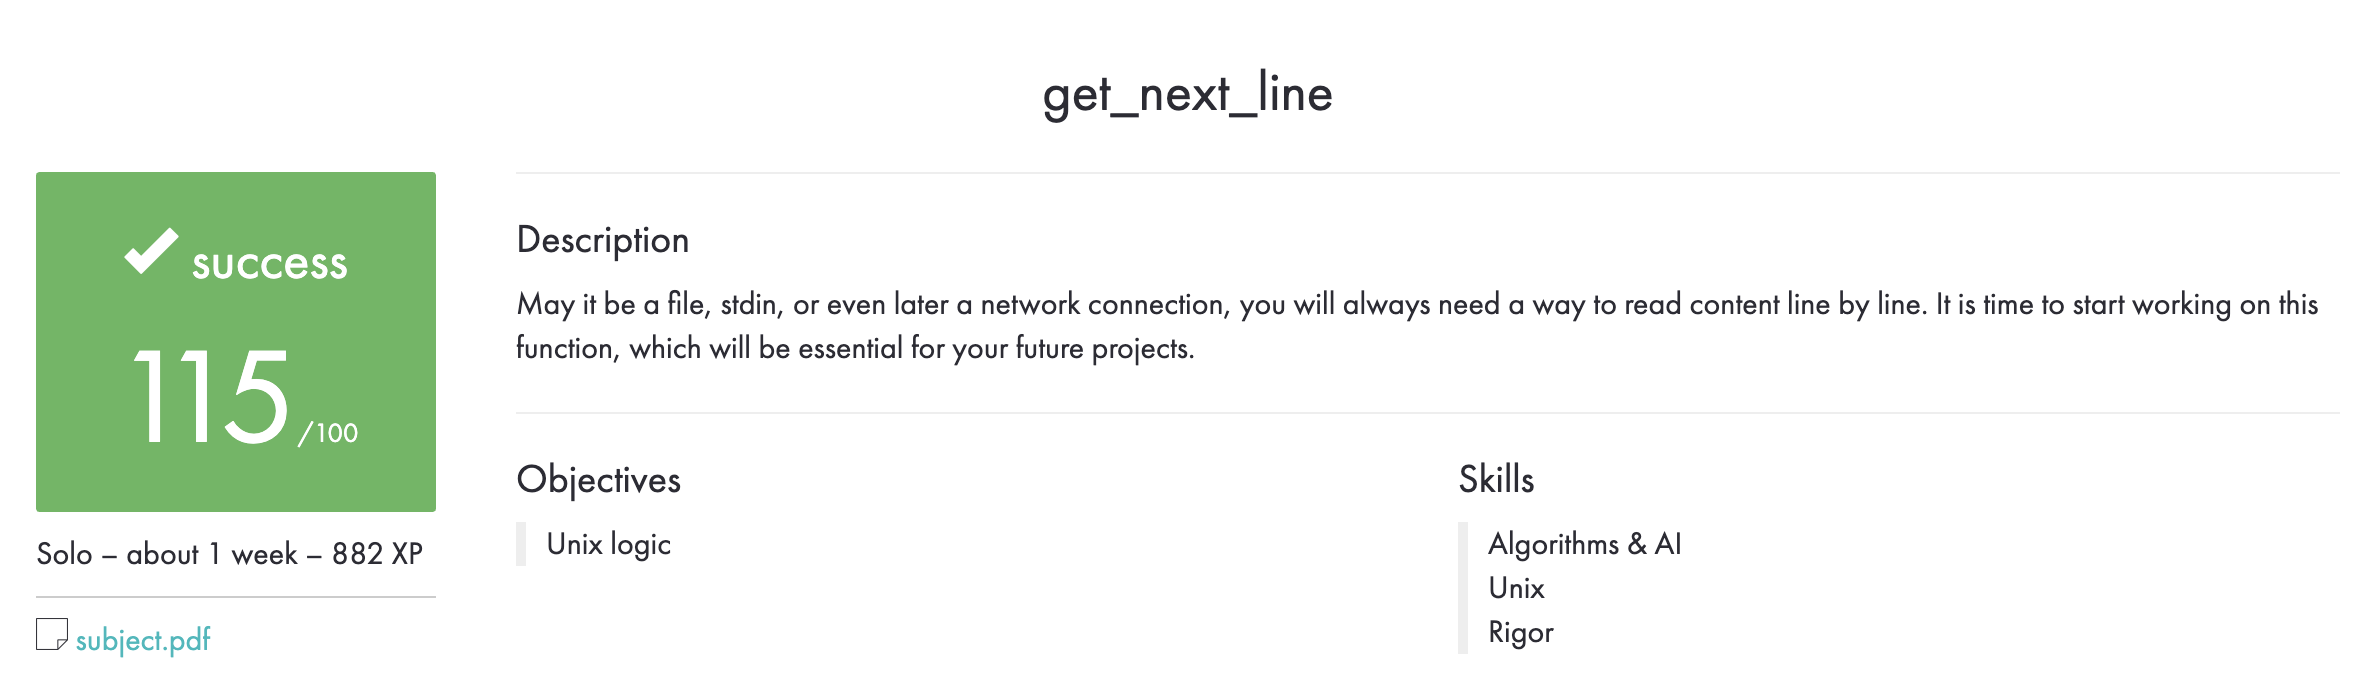 get_next_line
success
115 /100
Solo – about 1 week – 882 XP
subject.pdf
Description
May it be a file, stdin, or even later a network connection, you will always need a way to read content line by line. It is time to start working on this
function, which will be essential for your future projects.
Objectives
Unix logic
Skills
Algorithms & AI
Unix
Rigor